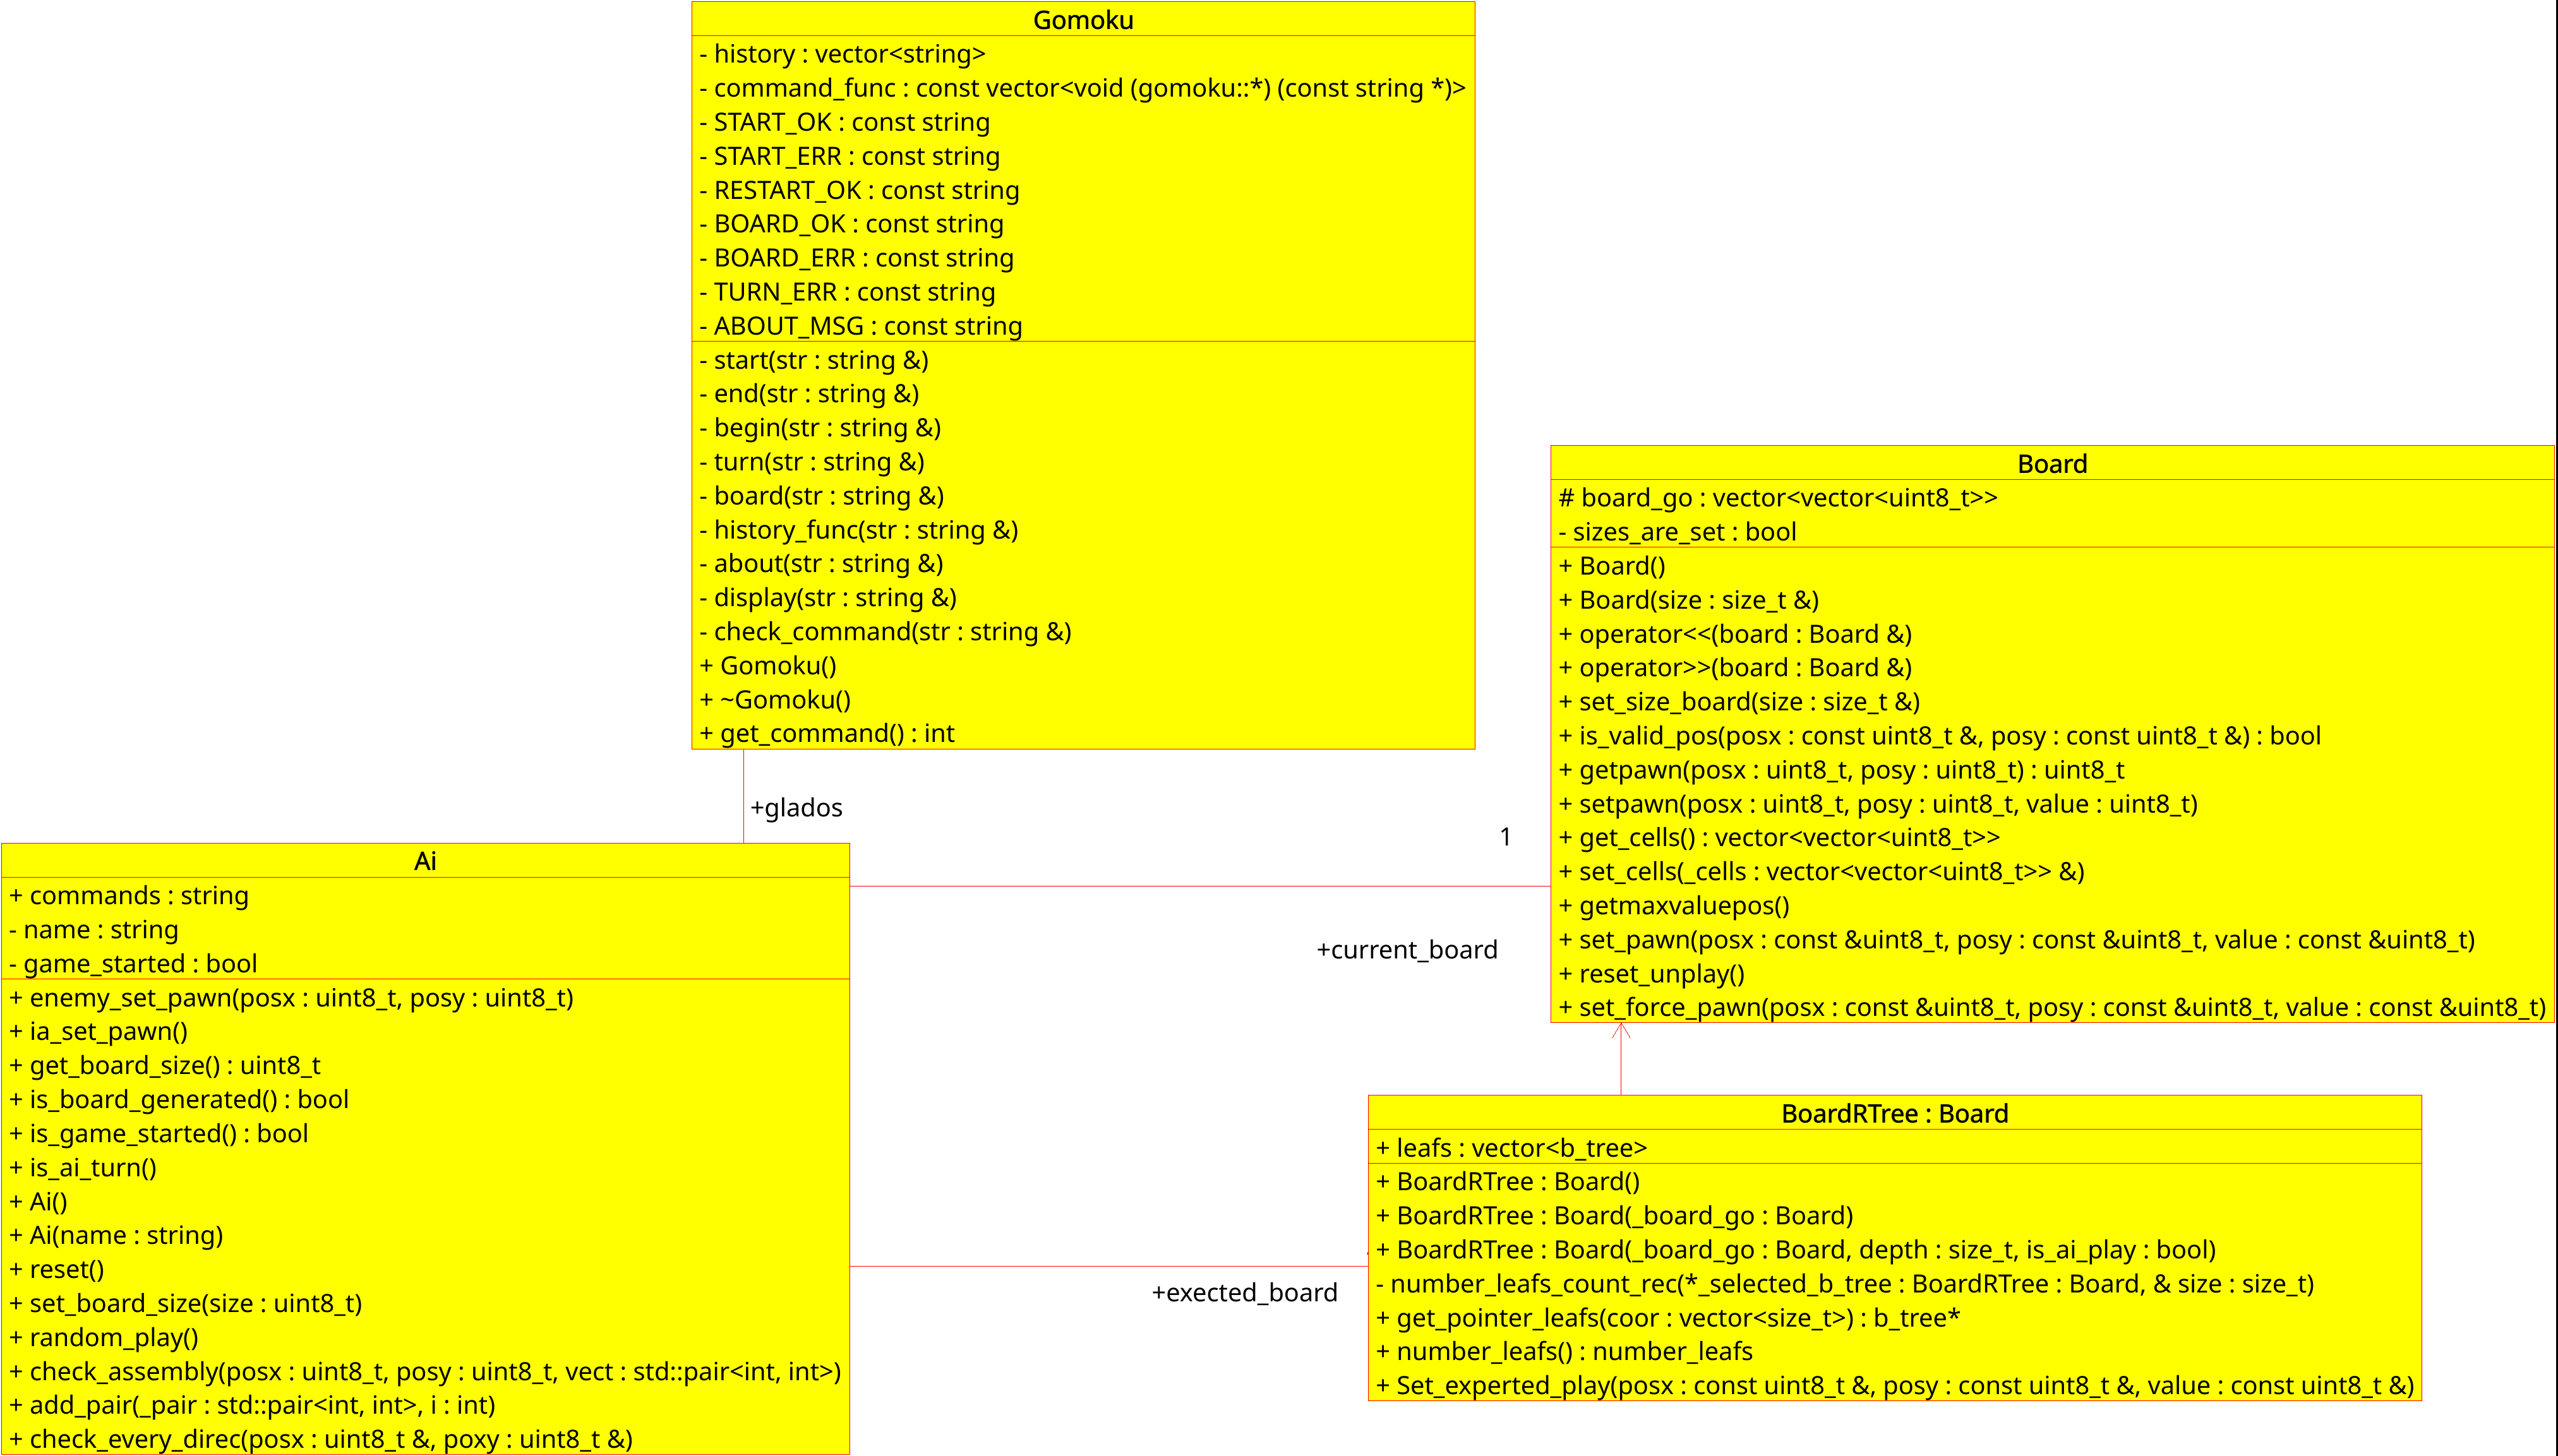 Gomoku
- history : vector<string>
- command_func : const vector<void (gomoku::*) (const string *)>
- START_OK : const string
- START_ERR : const string
- RESTART_OK : const string
- BOARD_OK : const string
- BOARD_ERR : const string
- TURN_ERR : const string
- ABOUT_MSG : const string
- start(str : string &)
- end(str : string &)
- begin(str : string &)
- turn(str : string &)
- board(str : string &)
- history_func(str : string &)
- about(str : string &)
- display(str : string &)
- check_command(str : string &)
+ Gomoku()
+ ~Gomoku()
+ get_command() : int
Board
# board_go : vector<vector<uint8_t>>
- sizes_are_set : bool
+ Board()
+ Board(size : size_t &)
+ operator<<(board : Board &)
+ operator>>(board : Board &)
+ set_size_board(size : size_t &)
+ is_valid_pos(posx : const uint8_t &, posy : const uint8_t &) : bool
+ getpawn(posx : uint8_t, posy : uint8_t) : uint8_t
+ setpawn(posx : uint8_t, posy : uint8_t, value : uint8_t)
+ get_cells() : vector<vector<uint8_t>>
+ set_cells(_cells : vector<vector<uint8_t>> &)
+ getmaxvaluepos()
+ set_pawn(posx : const &uint8_t, posy : const &uint8_t, value : const &uint8_t)
+ reset_unplay()
+ set_force_pawn(posx : const &uint8_t, posy : const &uint8_t, value : const &uint8_t)
+glados
1
+current_board
Ai
+ commands : string
- name : string
- game_started : bool
+ enemy_set_pawn(posx : uint8_t, posy : uint8_t)
+ ia_set_pawn()
+ get_board_size() : uint8_t
+ is_board_generated() : bool
+ is_game_started() : bool
+ is_ai_turn()
+ Ai()
+ Ai(name : string)
+ reset()
+ set_board_size(size : uint8_t)
+ random_play()
+ check_assembly(posx : uint8_t, posy : uint8_t, vect : std::pair<int, int>)
+ add_pair(_pair : std::pair<int, int>, i : int)
+ check_every_direc(posx : uint8_t &, poxy : uint8_t &)
+exected_board
BoardRTree : Board
+ leafs : vector<b_tree>
+ BoardRTree : Board()
+ BoardRTree : Board(_board_go : Board)
+ BoardRTree : Board(_board_go : Board, depth : size_t, is_ai_play : bool)
- number_leafs_count_rec(*_selected_b_tree : BoardRTree : Board, & size : size_t)
+ get_pointer_leafs(coor : vector<size_t>) : b_tree*
+ number_leafs() : number_leafs
+ Set_experted_play(posx : const uint8_t &, posy : const uint8_t &, value : const uint8_t &)